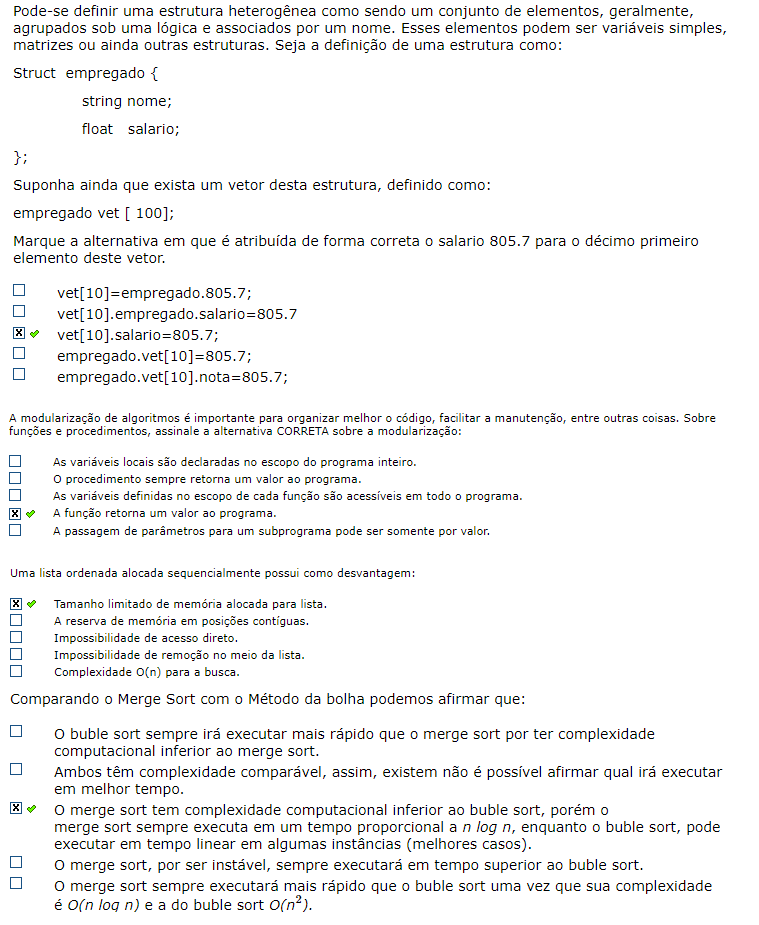 Pode-se definir uma estrutura heterogênea como sendo um conjunto de elementos, geralmente,
agrupados sob uma lógica e associados por um nome. Esses elementos podem ser variáveis simples,
matrizes ou ainda outras estruturas. Seja a definição de uma estrutura como:
Struct empregado {
string nome;
float salario;
};
Suponha ainda que exista um vetor desta estrutura, definido como:
empregado vet [ 100];
Marque a alternativa em que é atribuída de forma correta o salario 805.7 para o décimo primeiro
elemento deste vetor.
vet[10]=empregado.805.7;
vet[10].empregado.salario=805.7
vet[10].salario=805.7;
empregado.vet[10]=805.7;
empregado.vet[10].nota=805.7;
A modularização de algoritmos é importante para organizar melhor o código, facilitar a manutenção, entre outras coisas. Sobre
funções e procedimentos, assinale a alternativa CORRETA sobre a modularização:
As variáveis locais são declaradas no escopo do programa inteiro.
O procedimento sempre retorna um valor ao programa.
As variáveis definidas no escopo de cada função são acessíveis em todo o programa.
A função retorna um valor ao programa.
A passagem de parâmetros para um subprograma pode ser somente por valor.
Uma lista ordenada alocada sequencialmente possui como desvantagem:
Tamanho limitado de memória alocada para lista.
A reserva de memória em posições contíguas.
Impossibilidade de acesso direto.
Impossibilidade de remoção no meio da lista.
Complexidade O(n) para a busca.
Comparando o Merge Sort com o Método da bolha podemos afirmar que:
O buble sort sempre irá executar mais rápido que o merge sort por ter complexidade
computacional inferior ao merge sort.
Ambos têm complexidade comparável, assim, existem não é possível afirmar qual irá executar
em melhor tempo.
O merge sort tem complexidade computacional inferior ao buble sort, porém o
merge sort sempre executa em um tempo proporcional a n log n, enquanto o buble sort, pode
executar em tempo linear em algumas instâncias (melhores casos).
O merge sort, por ser instável, sempre executará em tempo superior ao buble sort.
O merge sort sempre executará mais rápido que o buble sort uma vez que sua complexidade
é O(n log n) e a do buble sort O(n²).